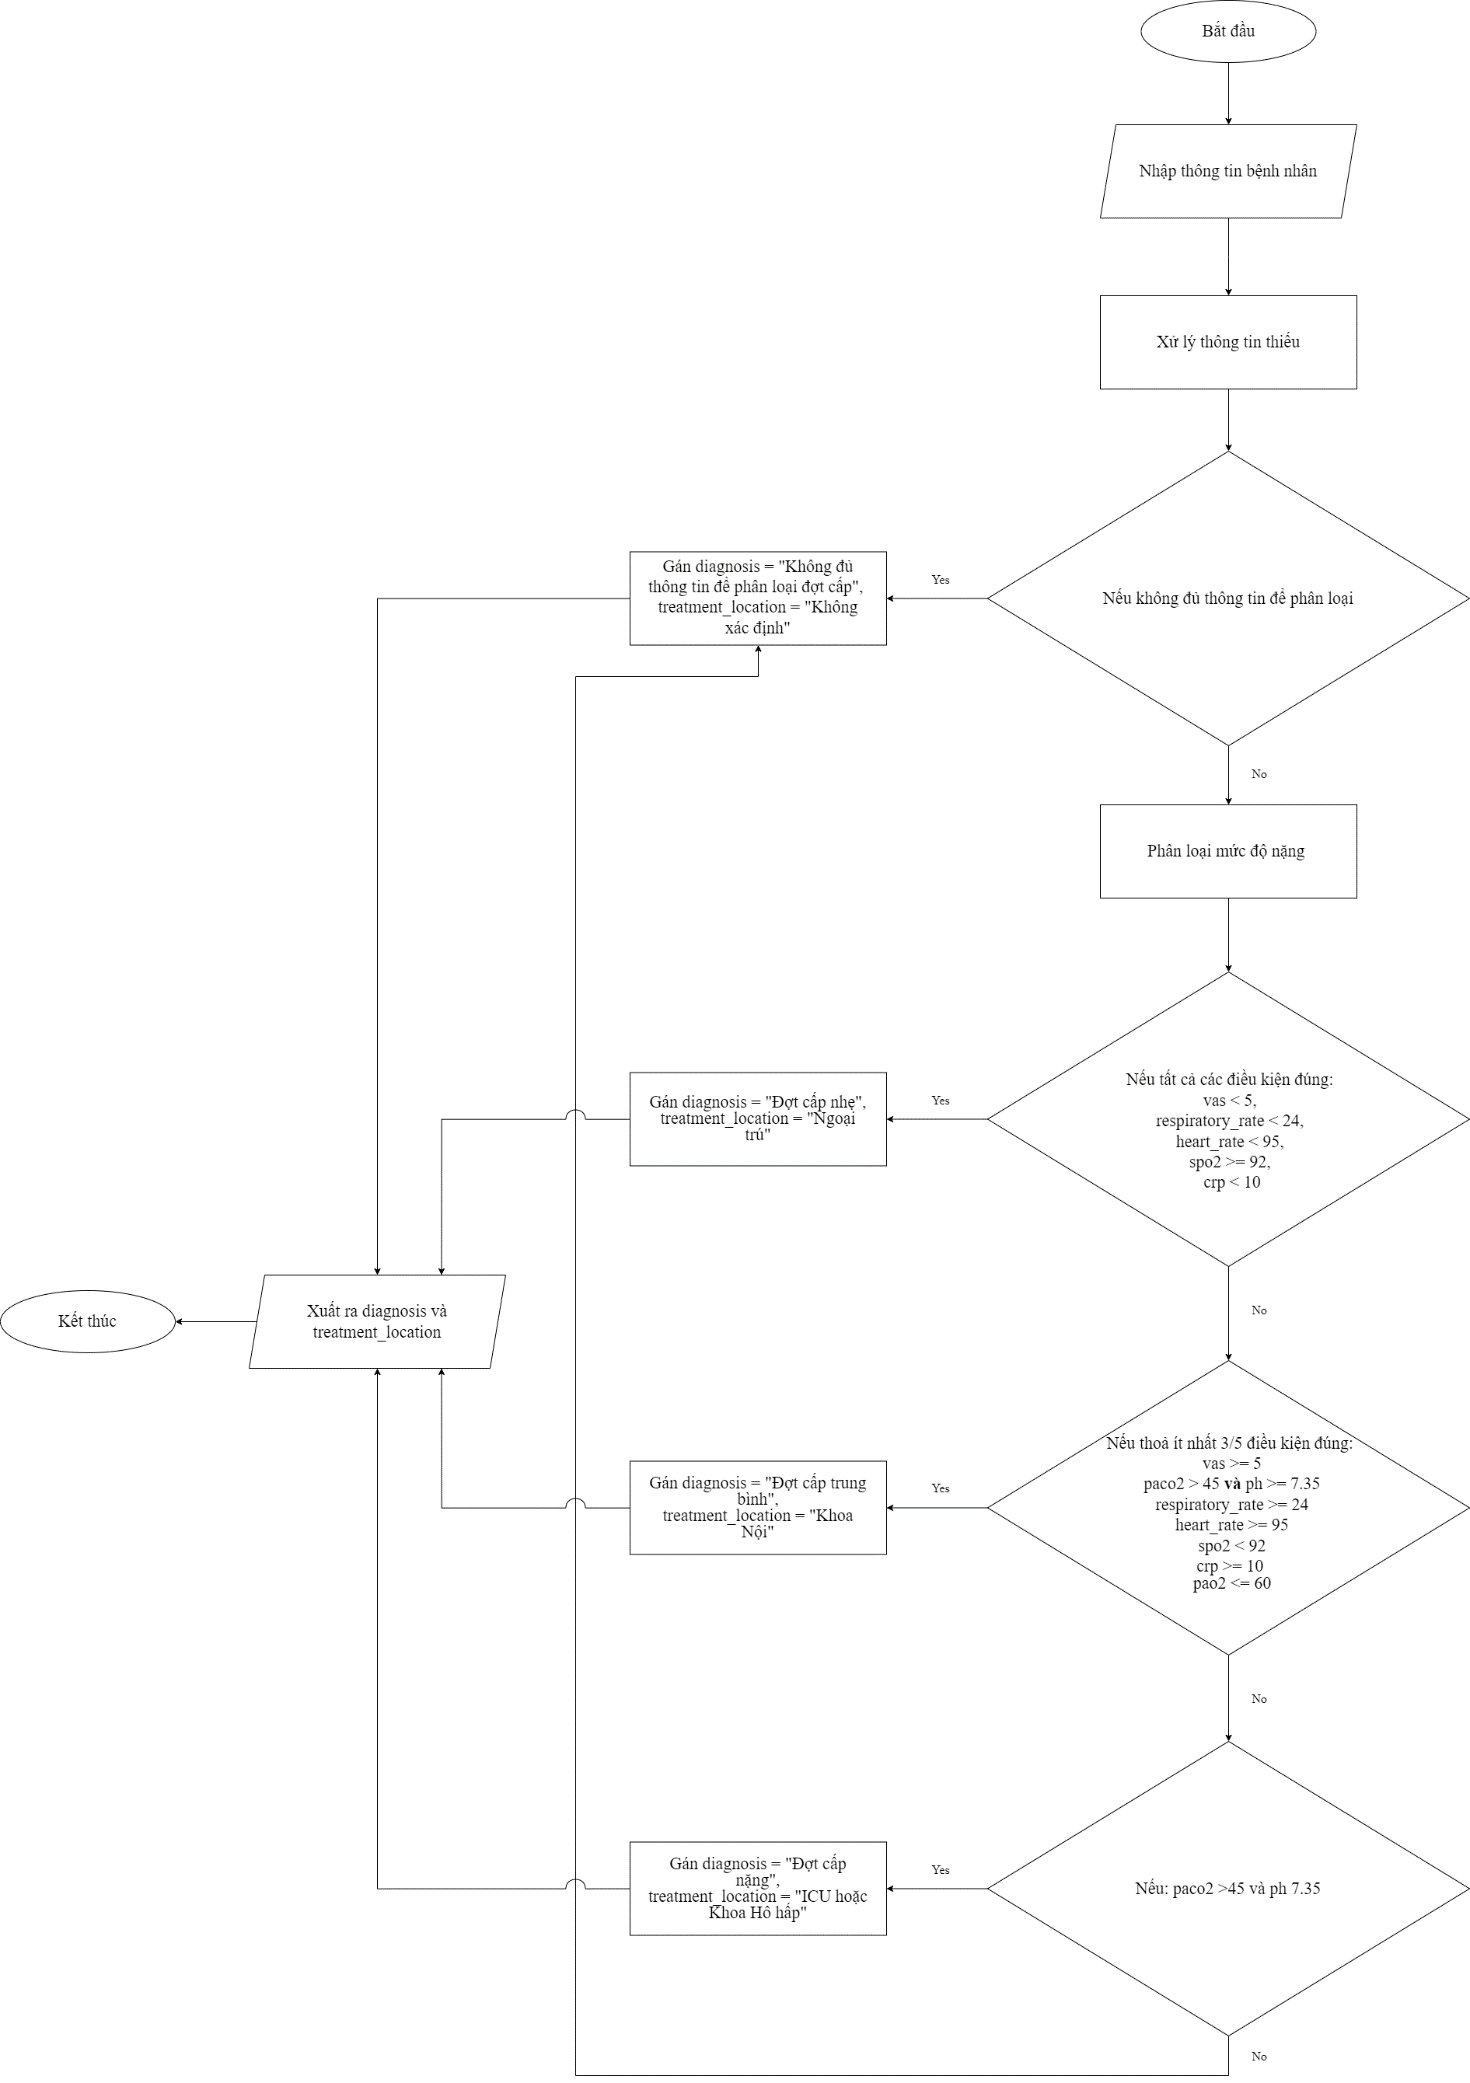 Bắt đầu
Nhập thông tin bệnh nhân
Xử lý thông tin thiếu
Nếu không đủ thông tin để phân loại
Yes
Gán diagnosis = "Không đủ
thông tin để phân loại đợt cấp",
treatment_location = "Không
xác định"
No
Phân loại mức độ nặng
Nếu tất cả các điều kiện đúng:
vas < 5,
respiratory_rate < 24,
heart_rate < 95,
spo2 >= 92,
crp < 10
Yes
Gán diagnosis = "Đợt cấp nhẹ",
treatment_location = "Ngoại
trú"
No
Xuất ra diagnosis và
treatment_location
Kết thúc
Nếu thoả ít nhất 3/5 điều kiện đúng:
vas >= 5
paco2 > 45 và ph >= 7.35
respiratory_rate >= 24
heart_rate >= 95
spo2 < 92
crp >= 10
pao2 <= 60
Yes
Gán diagnosis = "Đợt cấp trung
bình",
treatment_location = "Khoa
Nội"
No
Nếu: paco2 >45 và ph 7.35
Yes
Gán diagnosis = "Đợt cấp
nặng",
treatment_location = "ICU hoặc
Khoa Hô hấp"
No